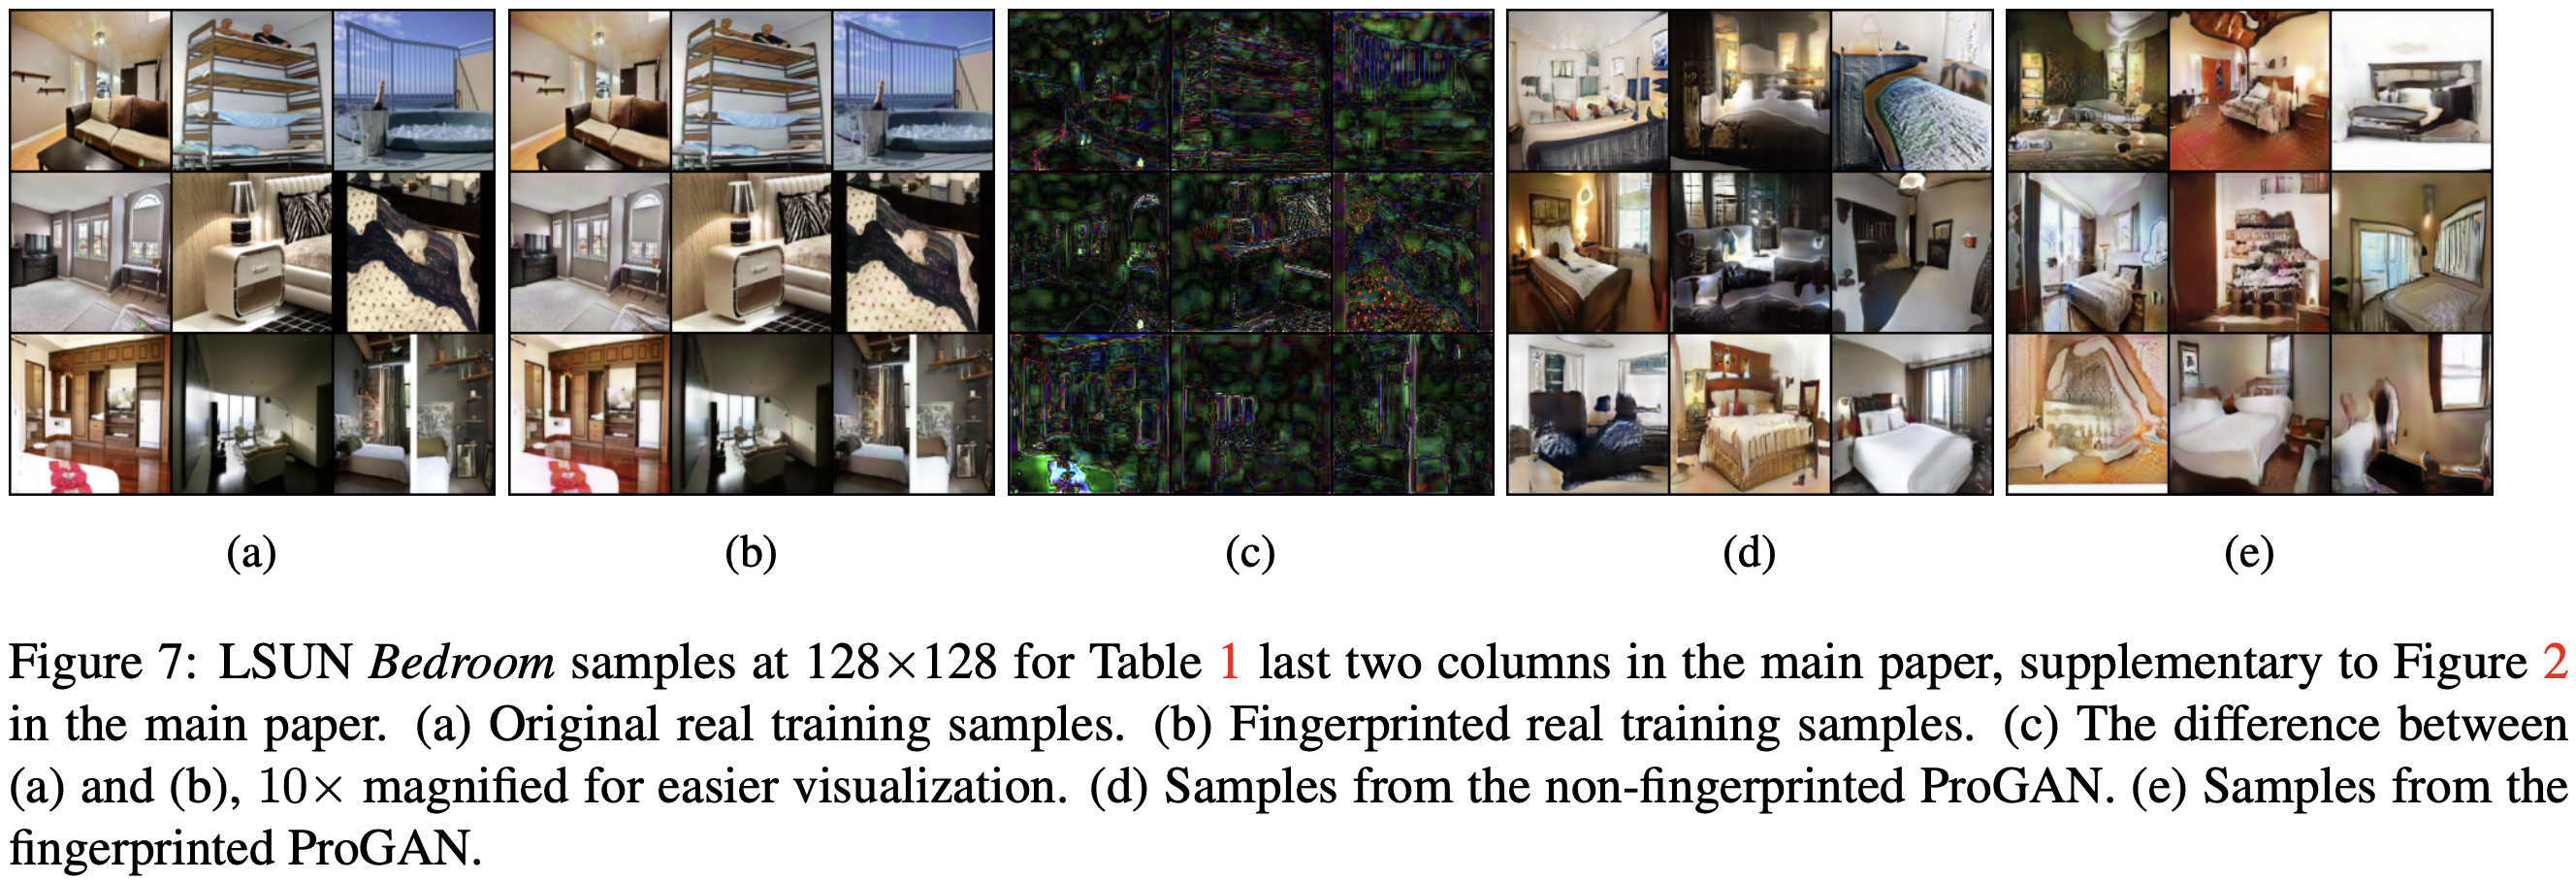 (a) (b) (c) (d) (e)
Figure 7: LSUN Bedroom samples at 128×128 for Table 1 last two columns in the main paper, supplementary to Figure 2
in the main paper. (a) Original real training samples. (b) Fingerprinted real training samples. (c) The difference between
(a) and (b), 10× magnified for easier visualization. (d) Samples from the non-fingerprinted ProGAN. (e) Samples from the
fingerprinted ProGAN.